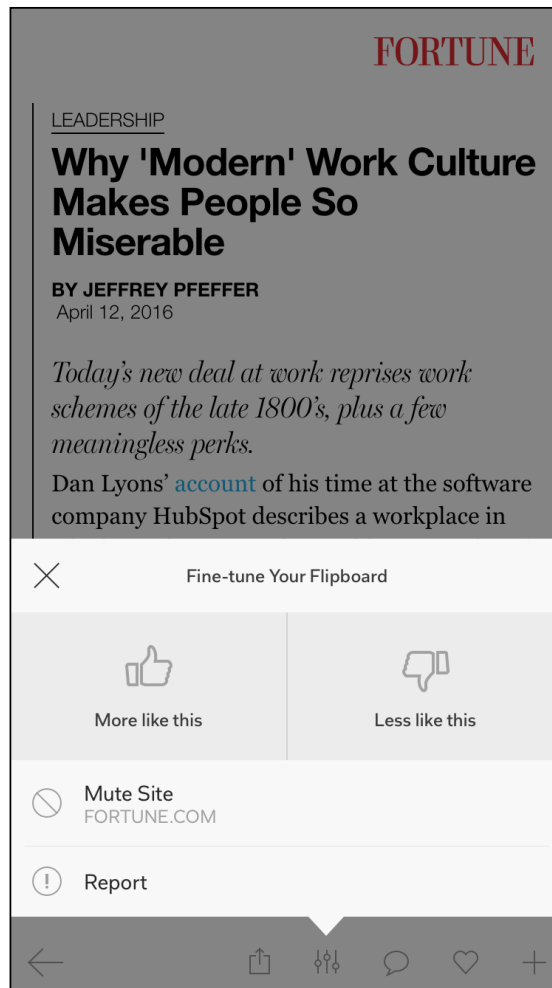 FORTUNE
LEADERSHIP
Why 'Modern' Work Culture
Makes People So
Miserable
BY JEFFREY PFEFFER
April 12, 2016
Today's new deal at work reprises work
schemes of the late 1800's, plus a few
meaningless perks.
Dan Lyons' account of his time at the software
company HubSpot describes a workplace in
Fine-tune Your Flipboard
More like this
Less like this
Mute Site
FORTUNE.COM
Report